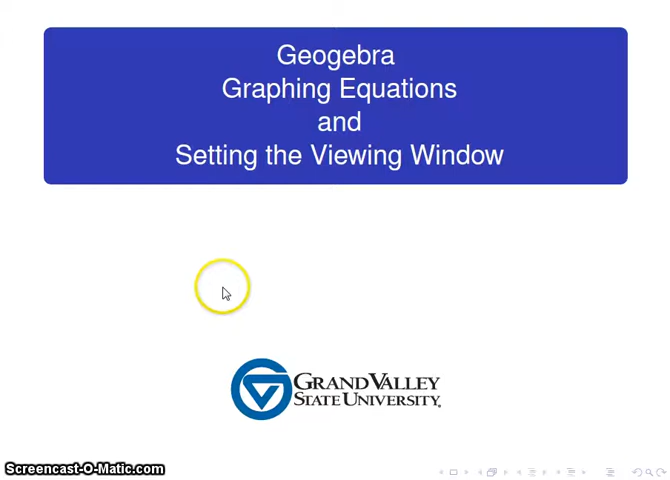 Geogebra
Graphing Equations
and
Setting the Viewing Window
GRAND VALLEY
STATE UNIVERSITY®
Screencast-O-Matic.com